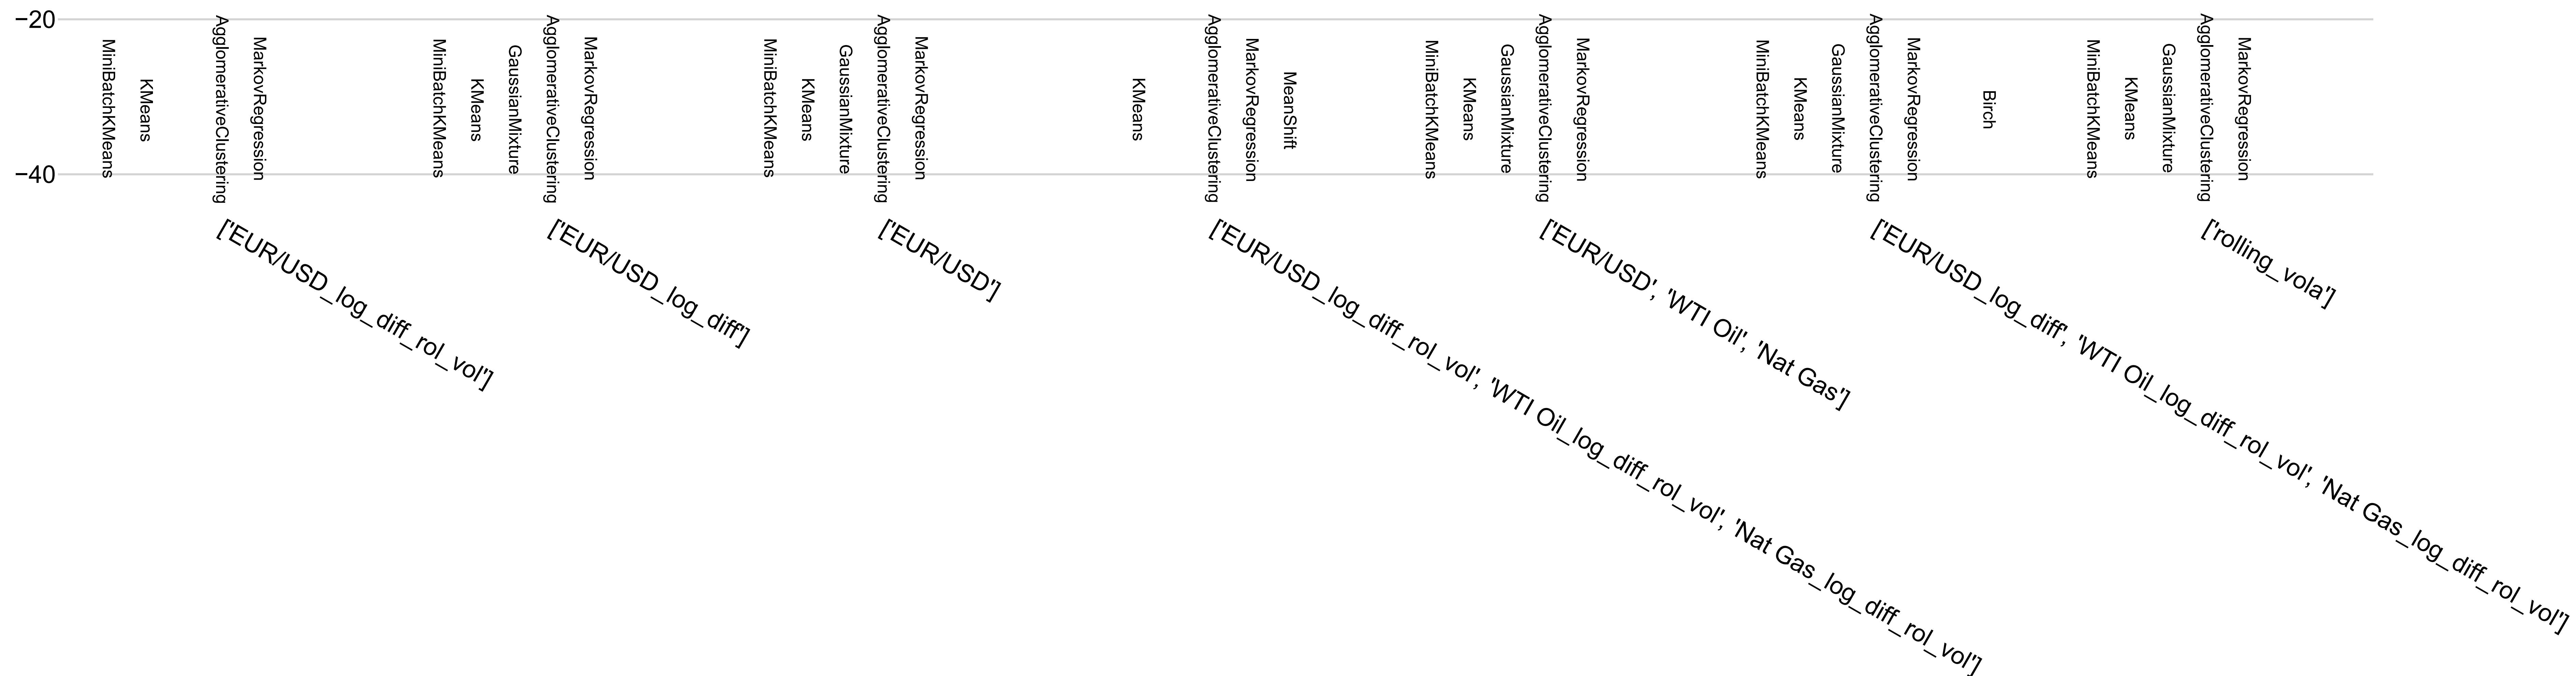 −20
MiniBatchKMeans
KMeans
AgglomerativeClustering
MarkovRegression
MiniBatchKMeans
KMeans
GaussianMixture
AgglomerativeClustering
MarkovRegression
MiniBatchKMeans
KMeans
GaussianMixture
AgglomerativeClustering
MarkovRegression
KMeans
AgglomerativeClustering
MarkovRegression
MeanShift
MiniBatchKMeans
KMeans
GaussianMixture
AgglomerativeClustering
MarkovRegression
MiniBatchKMeans
KMeans
GaussianMixture
AgglomerativeClustering
MarkovRegression
Birch
MiniBatchKMeans
KMeans
GaussianMixture
AgglomerativeClustering
MarkovRegression
−40
['EUR/USD_log_diff_rol_vol']
['EUR/USD_log_diff']
['EUR/USD']
['EUR/USD_log_diff_rol_vol', 'WTI Oil_log_diff_rol_vol', 'Nat Gas_log_diff_rol_vol']
['EUR/USD', 'WTI Oil', 'Nat Gas']
['EUR/USD_log_diff', 'WTI Oil_log_diff_rol_vol', 'Nat Gas_log_diff_rol_vol']
['rolling_vola']